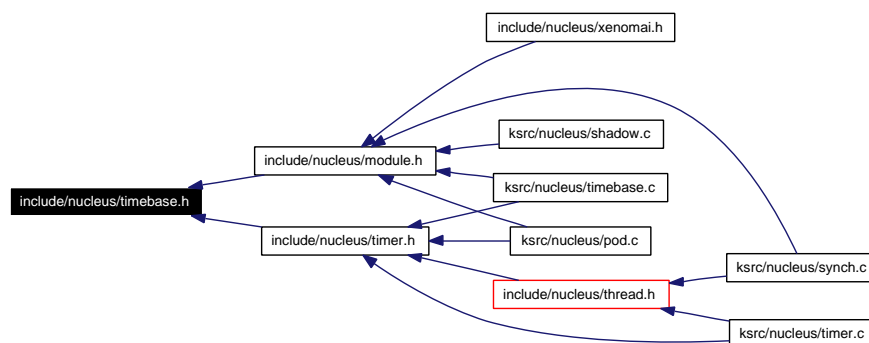 include/nucleus/xenomai.h
ksrc/nucleus/shadow.c
include/nucleus/module.h
ksrc/nucleus/timebase.c
include/nucleus/timebase.h
include/nucleus/timer.h
ksrc/nucleus/pod.c
ksrc/nucleus/synch.c
include/nucleus/thread.h
ksrc/nucleus/timer.c